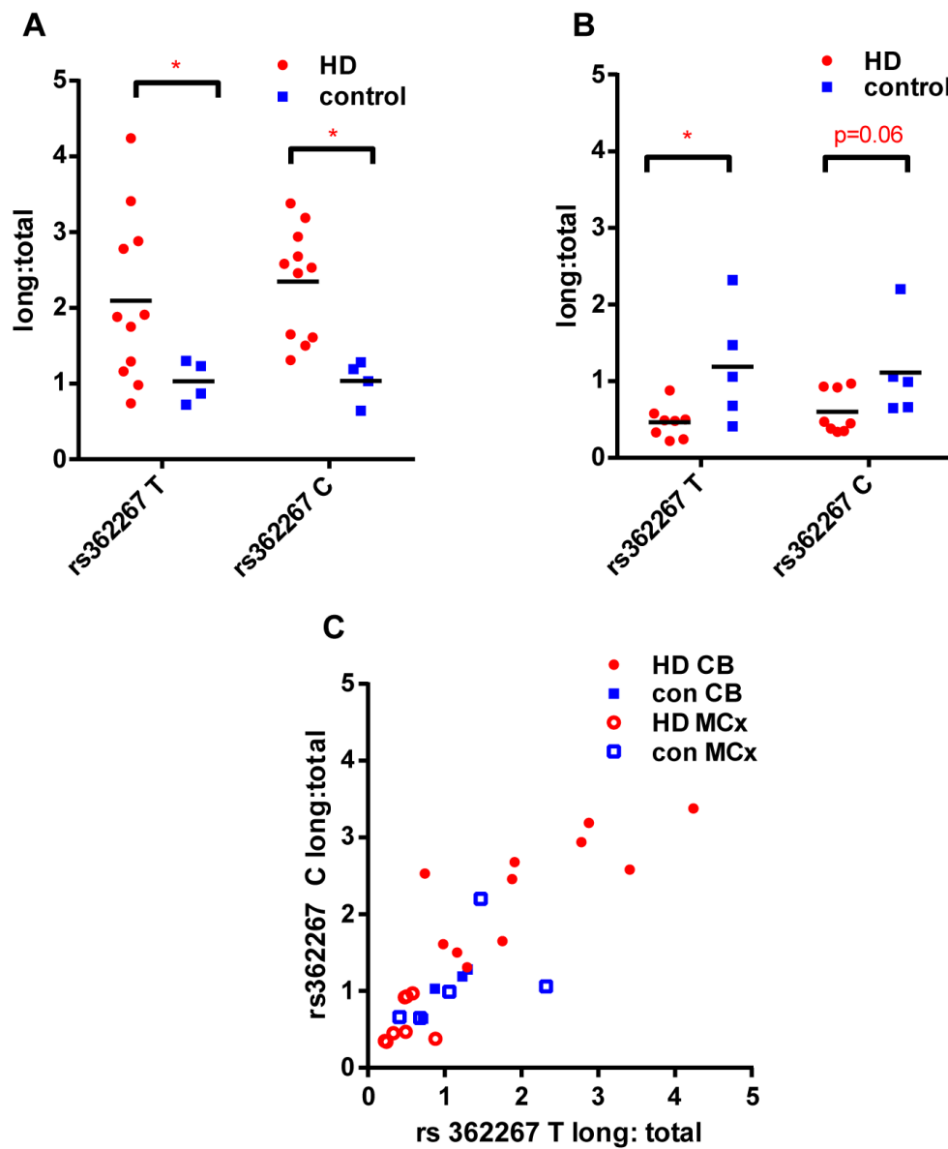 A
HD
control
*
*
5
4
3
2
1
0
long:total
rs362267 T
rs362267 C
B
HD
control
*
p=0.06
5
4
3
2
1
0
long:total
rs362267 T
rs362267 C
C
HD CB
con CB
HD MCx
con MCx
5
4
3
2
1
0
rs362267 C long:total
0 1 2 3 4 5
rs 362267 T long: total